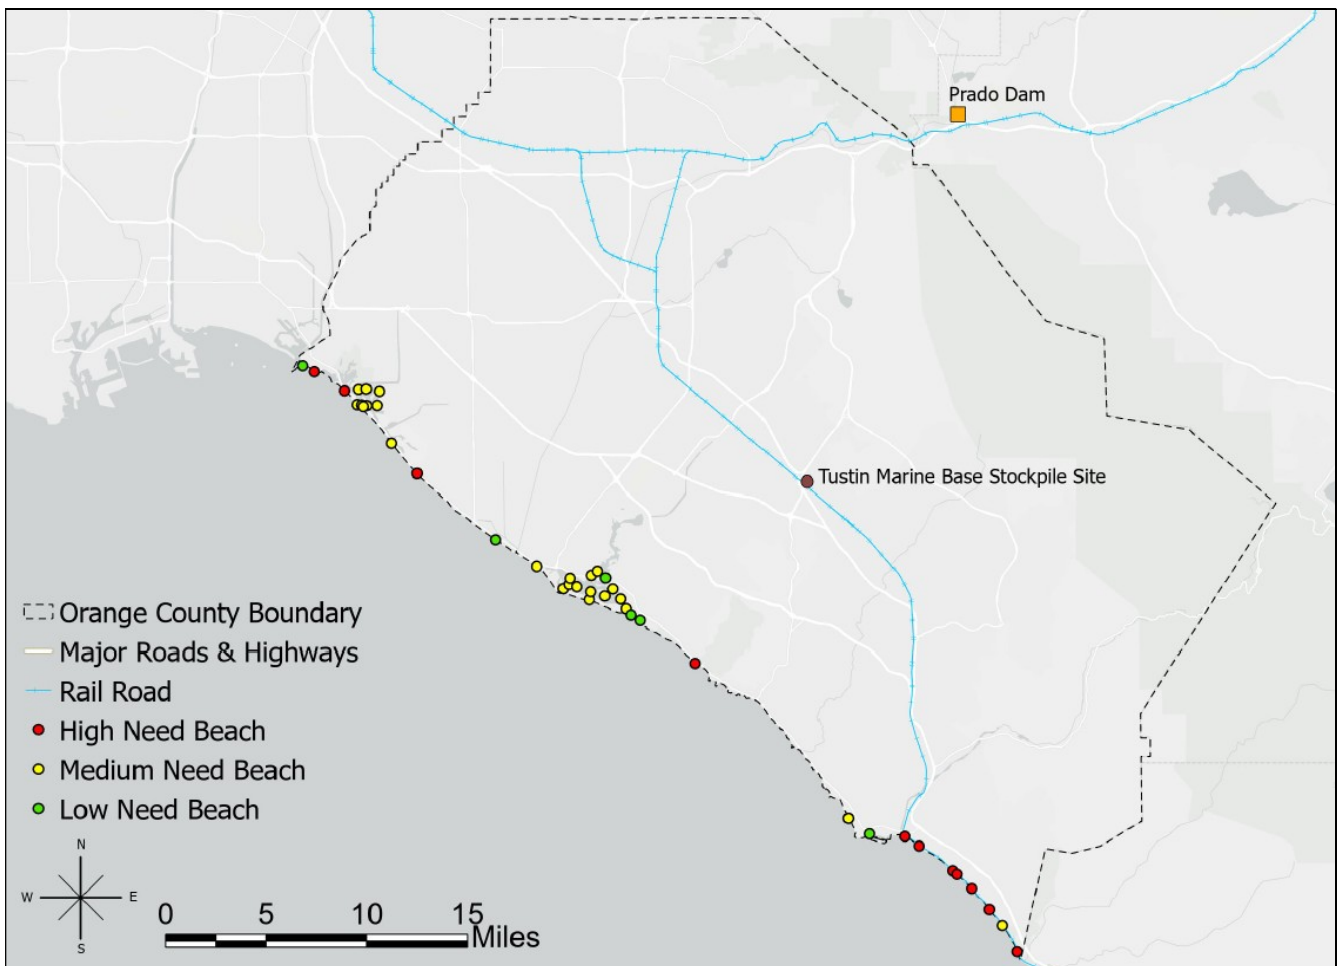 Prado Dam
Tustin Marine Base Stockpile Site
Orange County Boundary
Major Roads & Highways
Rail Road
High Need Beach
Medium Need Beach
Low Need Beach
N
W E
S
0 5 10 15
Miles